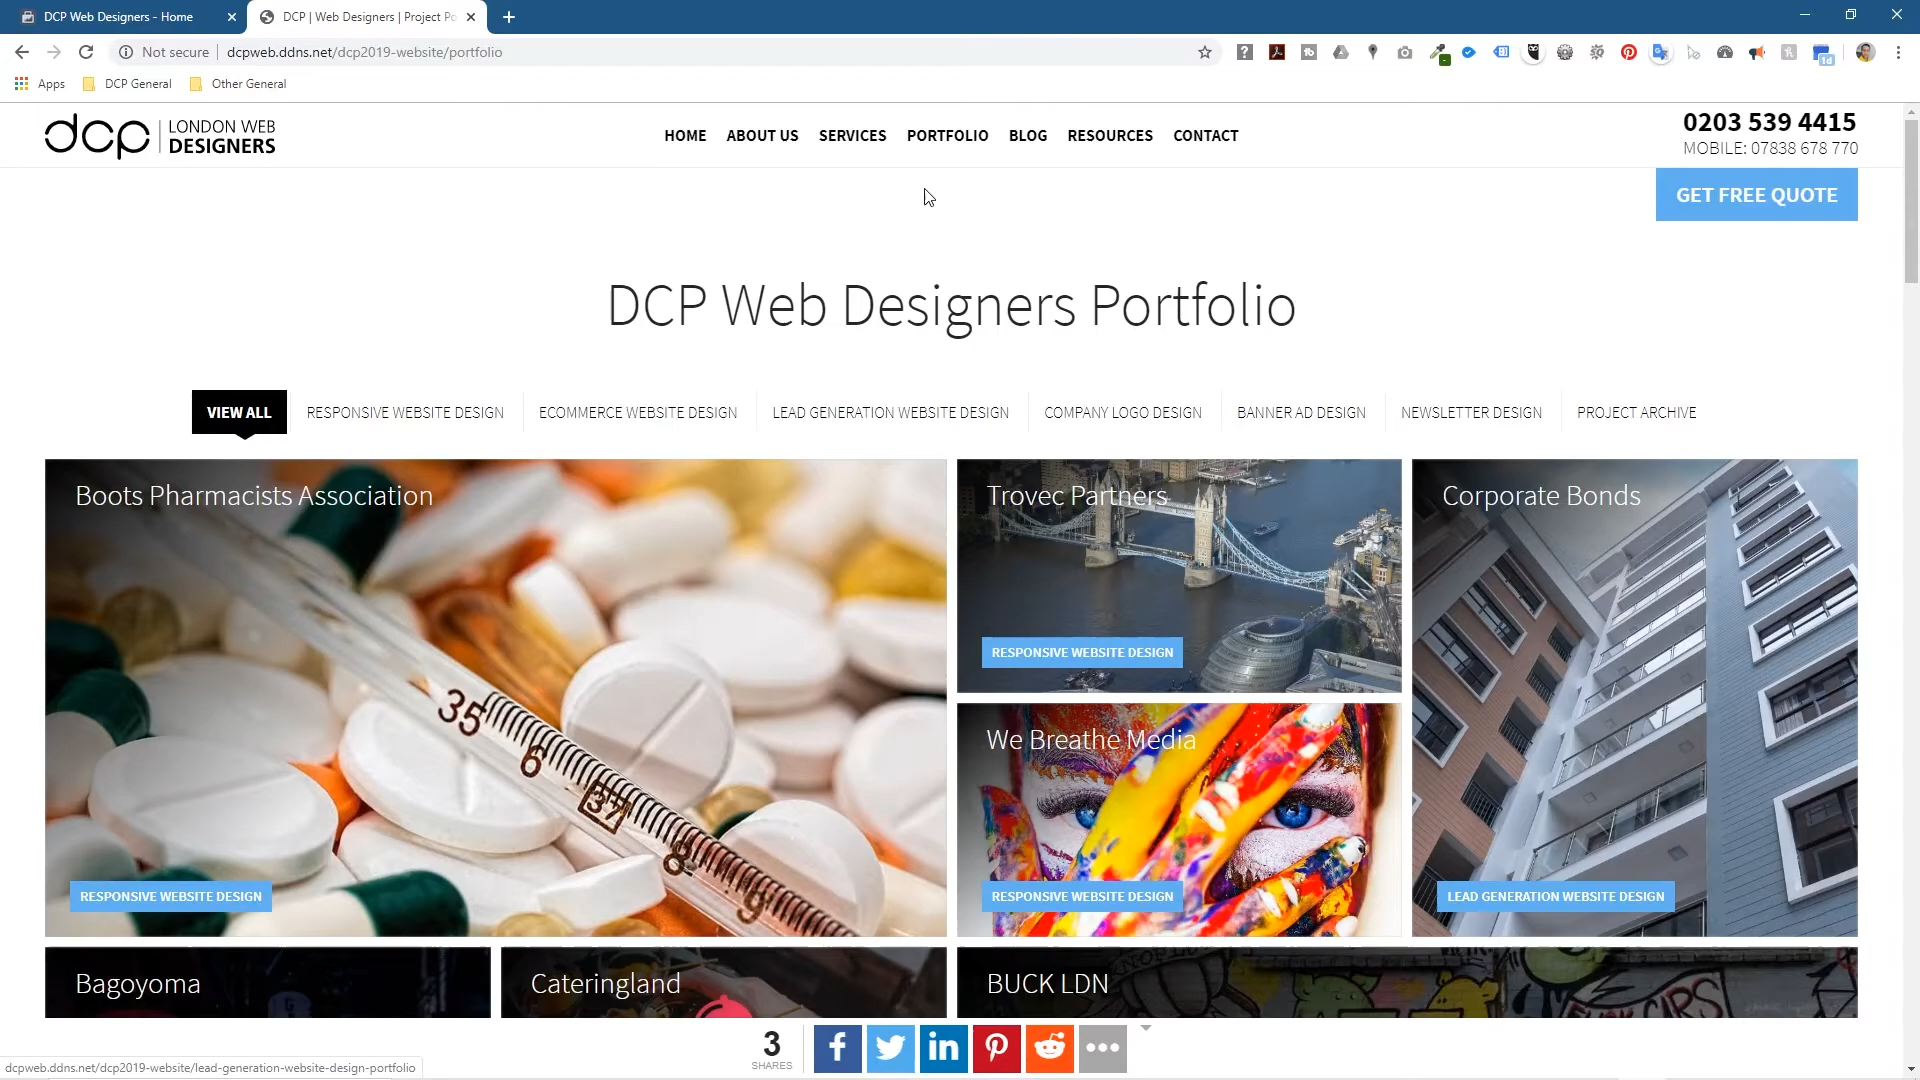 DCP Web Designers - Home
DCP | Web Designers | Project Po
Not secure | dcpweb.ddns.net/dcp2019-website/portfolio
Apps DCP General Other General
dcp LONDON WEB DESIGNERS
HOME ABOUT US SERVICES PORTFOLIO BLOG RESOURCES CONTACT
0203 539 4415
MOBILE: 07838 678 770
GET FREE QUOTE
DCP Web Designers Portfolio
VIEW ALL RESPONSIVE WEBSITE DESIGN ECOMMERCE WEBSITE DESIGN LEAD GENERATION WEBSITE DESIGN COMPANY LOGO DESIGN BANNER AD DESIGN NEWSLETTER DESIGN PROJECT ARCHIVE
Boots Pharmacists Association
35
6
37
8
9
RESPONSIVE WEBSITE DESIGN
Trovec Partners
RESPONSIVE WEBSITE DESIGN
Corporate Bonds
LEAD GENERATION WEBSITE DESIGN
We Breathe Media
RESPONSIVE WEBSITE DESIGN
Bagoyoma
Cateringland
BUCK LDN
3
SHARES
dcpweb.ddns.net/dcp2019-website/lead-generation-website-design-portfolio